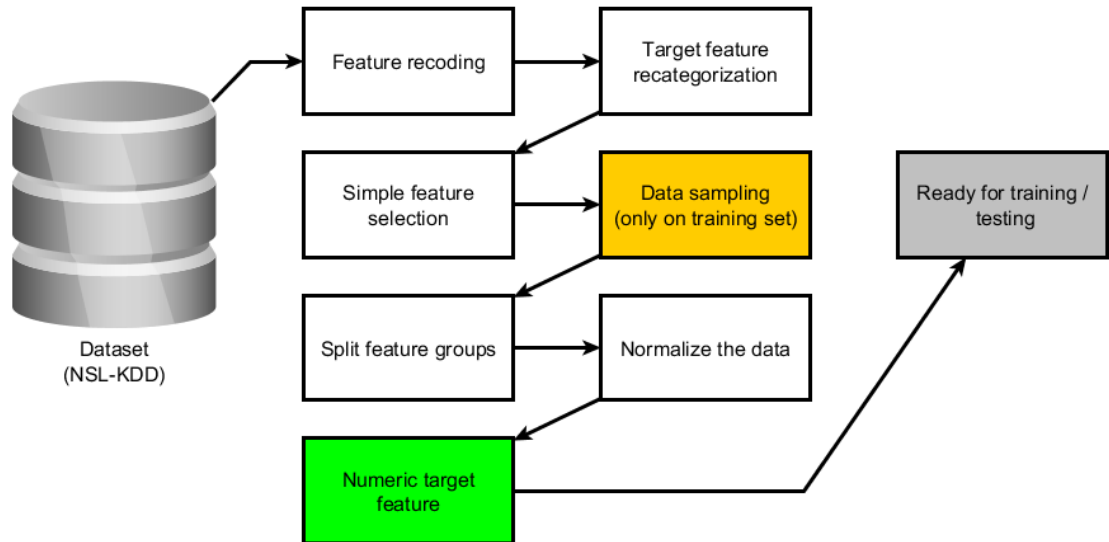 Feature recoding
Target feature
recategorization
Simple feature
selection
Data sampling
(only on training set)
Ready for training /
testing
Dataset
(NSL-KDD)
Split feature groups
Normalize the data
Numeric target
feature